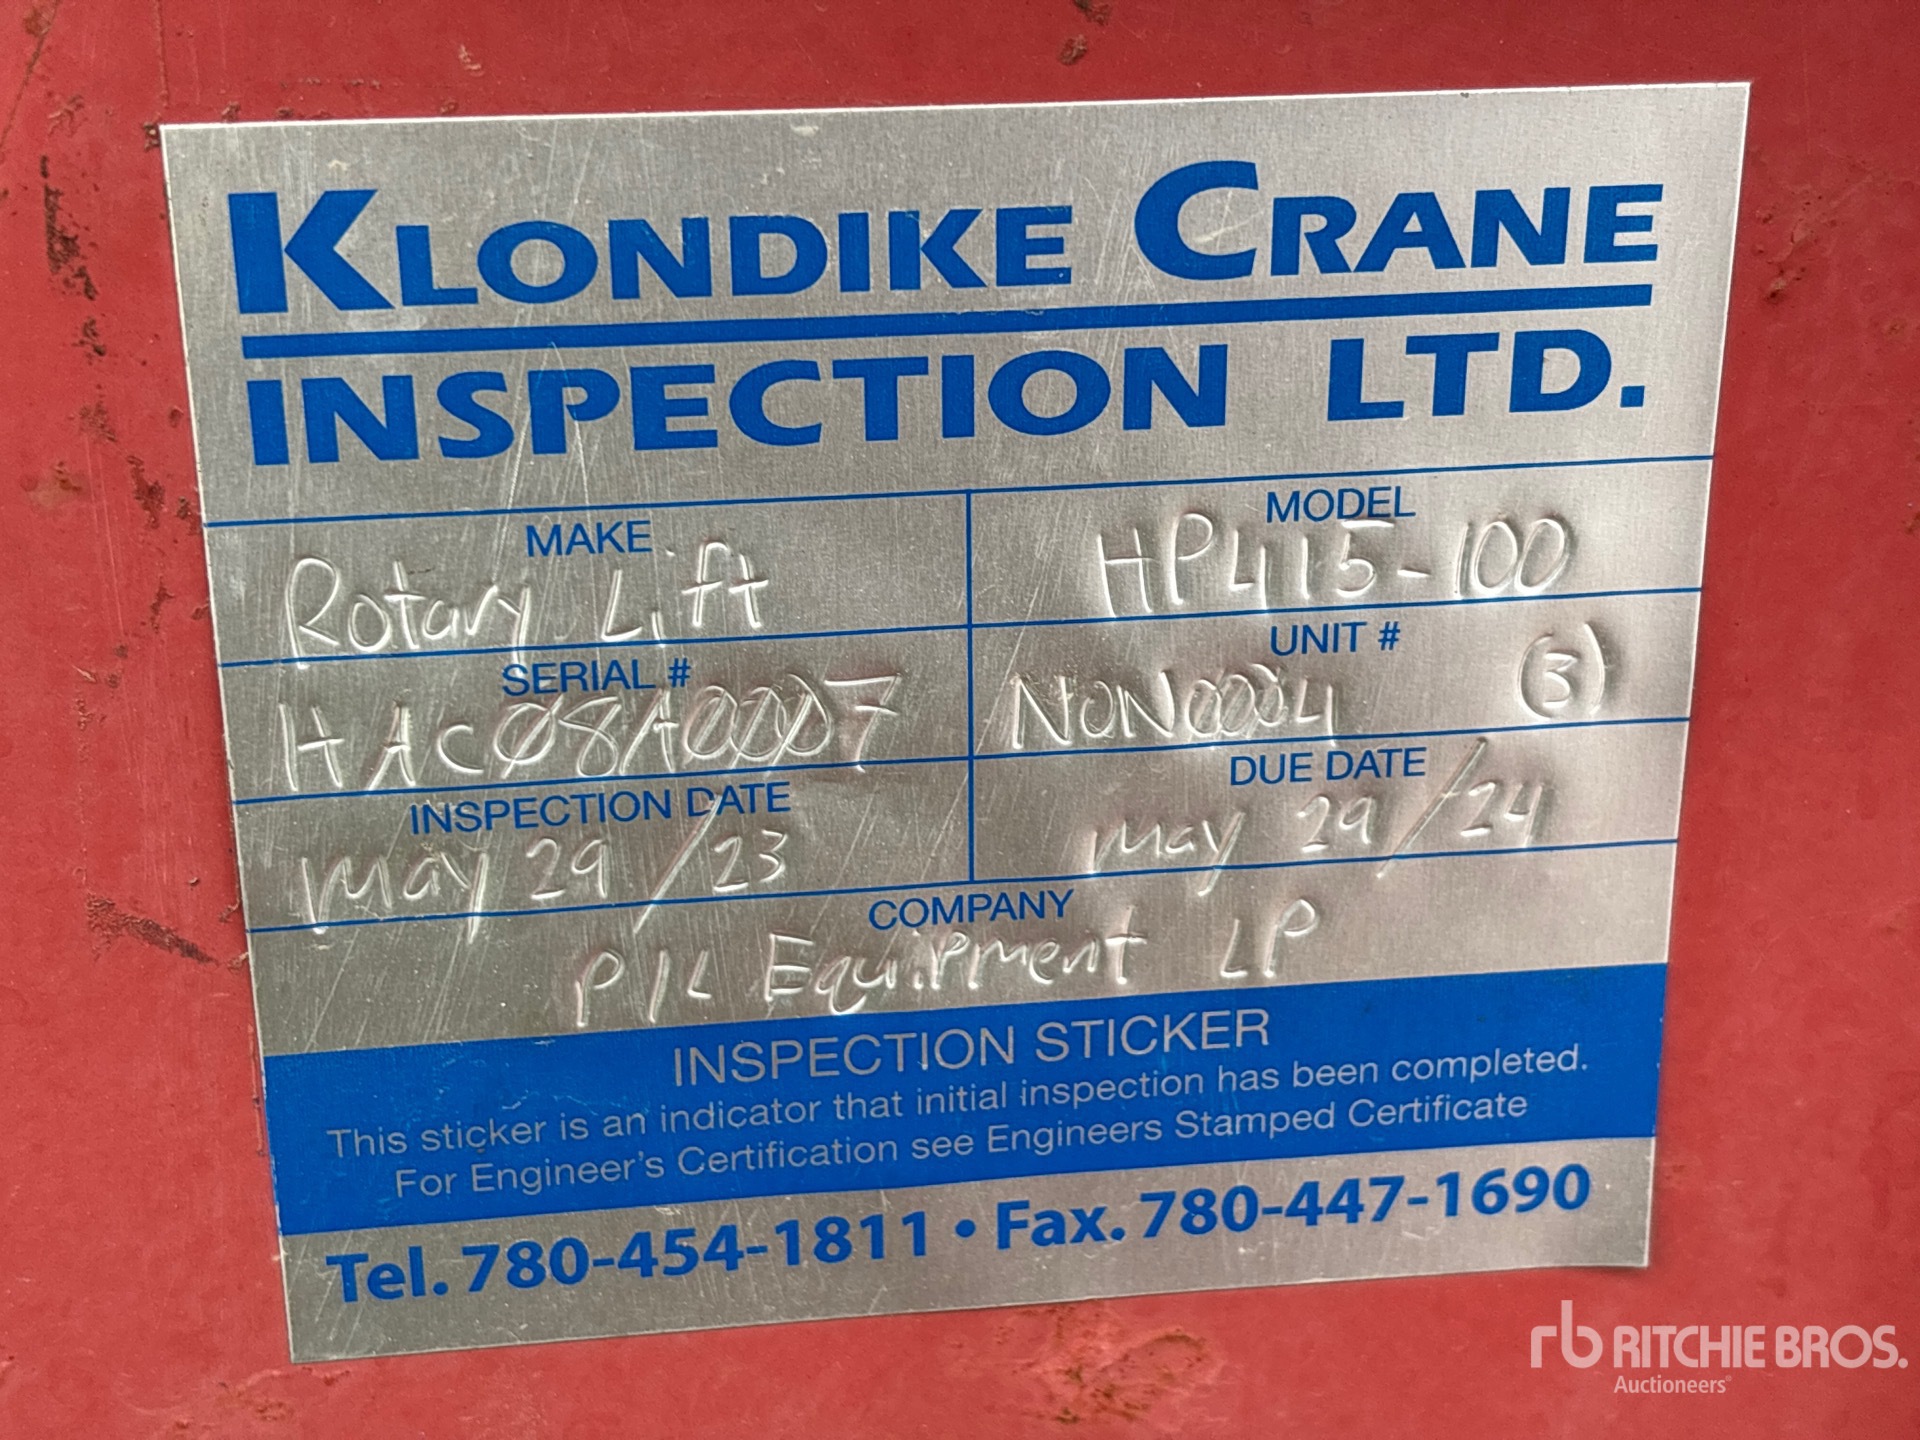 KLONDIKE CRANE
INSPECTION LTD.
MAKE MODEL
Rotary Lift HP415-100
SERIAL # UNIT #
HAC08A0007 NON0004 (3)
INSPECTION DATE DUE DATE
May 29/23 May 29/24
COMPANY
PIL Equipment LP
INSPECTION STICKER
This sticker is an indicator that initial inspection has been completed.
For Engineer's Certification see Engineers Stamped Certificate
Tel. 780-454-1811 • Fax. 780-447-1690
rb RITCHIE BROS.
Auctioneers